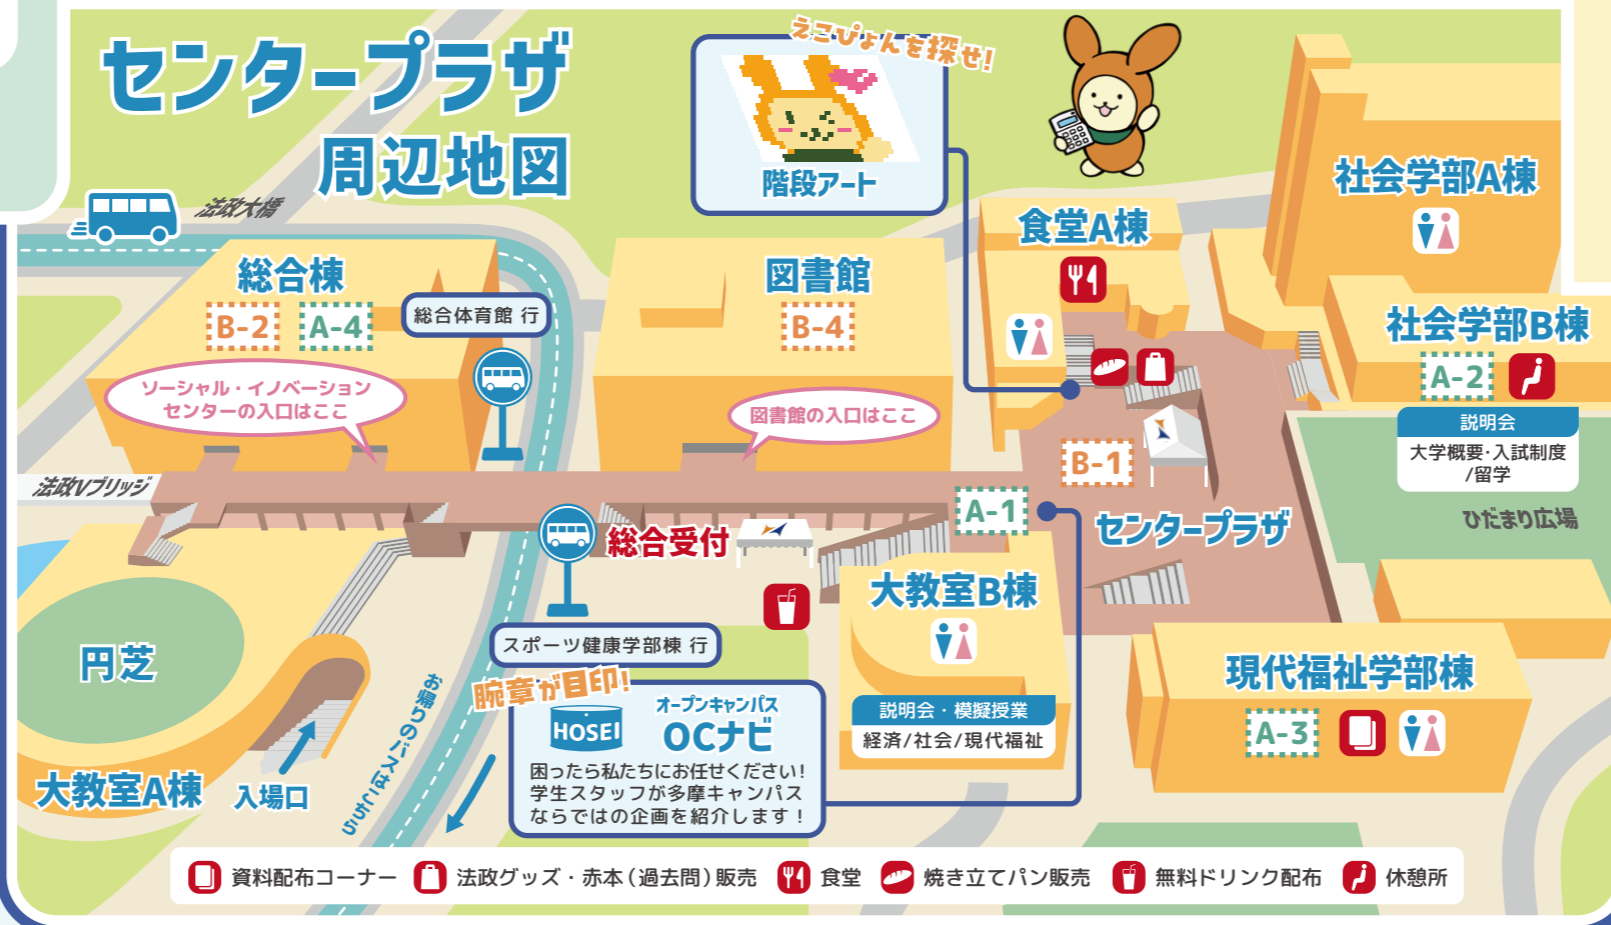 センタープラザ
周辺地図
えこぴょんを探せ!
階段アート
法政大橋
総合棟
B-2
A-4
総合体育館 行
図書館
B-4
食堂A棟
社会学部A棟
社会学部B棟
A-2
説明会
大学概要・入試制度
/留学
ソーシャル・イノベーション
センターの入口はここ
図書館の入口はここ
B-1
法政Vブリッジ
総合受付
A-1
センタープラザ
ひだまり広場
大教室B棟
説明会・模擬授業
経済/社会/現代福祉
現代福祉学部棟
A-3
円芝
大教室A棟
入場口
お帰りのバスはこちら
スポーツ健康学部棟 行
腕章が目印!
HOSEI
オープンキャンパス
OCナビ
困ったら私たちにお任せください!
学生スタッフが多摩キャンパス
ならではの企画を紹介します!
資料配布コーナー
法政グッズ・赤本(過去問)販売
食堂
焼き立てパン販売
無料ドリンク配布
休憩所